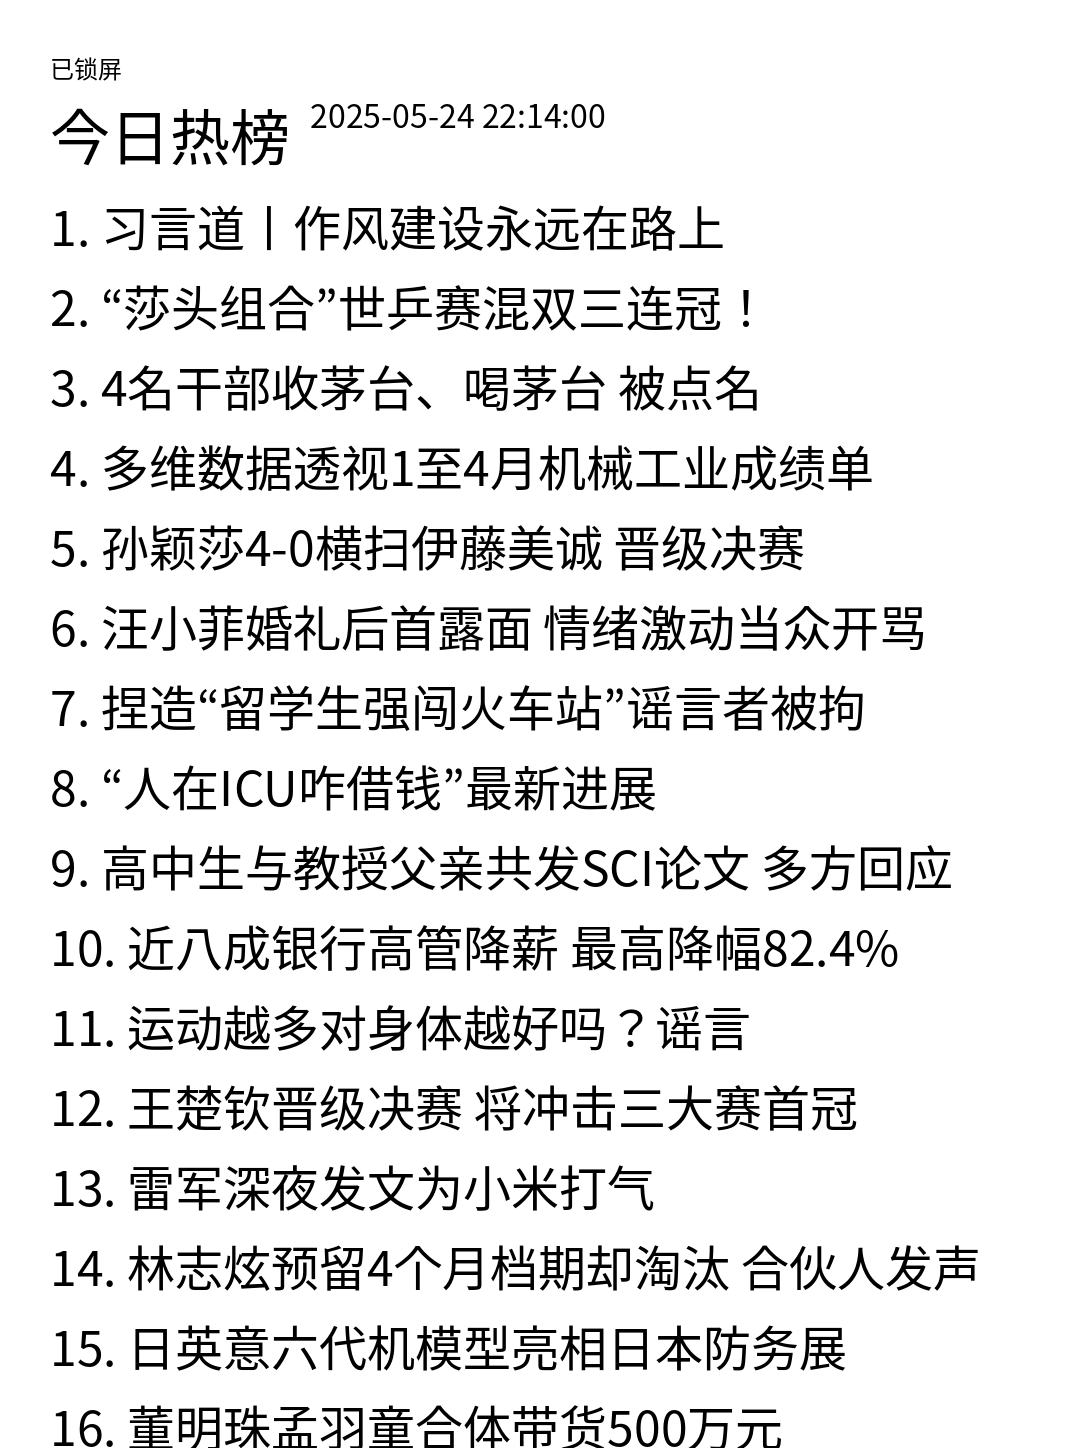 已锁屏
今日热榜 2025-05-24 22:14:00
1. 习言道丨作风建设永远在路上
2. “莎头组合”世乒赛混双三连冠！
3. 4名干部收茅台、喝茅台 被点名
4. 多维数据透视1至4月机械工业成绩单
5. 孙颖莎4-0横扫伊藤美诚 晋级决赛
6. 汪小菲婚礼后首露面 情绪激动当众开骂
7. 捏造“留学生强闯火车站”谣言者被拘
8. “人在ICU咋借钱”最新进展
9. 高中生与教授父亲共发SCI论文 多方回应
10. 近八成银行高管降薪 最高降幅82.4%
11. 运动越多对身体越好吗？谣言
12. 王楚钦晋级决赛 将冲击三大赛首冠
13. 雷军深夜发文为小米打气
14. 林志炫预留4个月档期却淘汰 合伙人发声
15. 日英意六代机模型亮相日本防务展
16. 董明珠孟羽童合体带货500万元